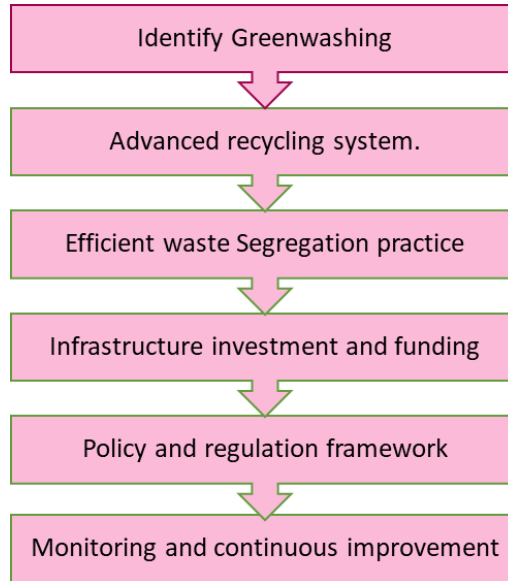 Identify Greenwashing
Advanced recycling system.
Efficient waste Segregation practice
Infrastructure investment and funding
Policy and regulation framework
Monitoring and continuous improvement